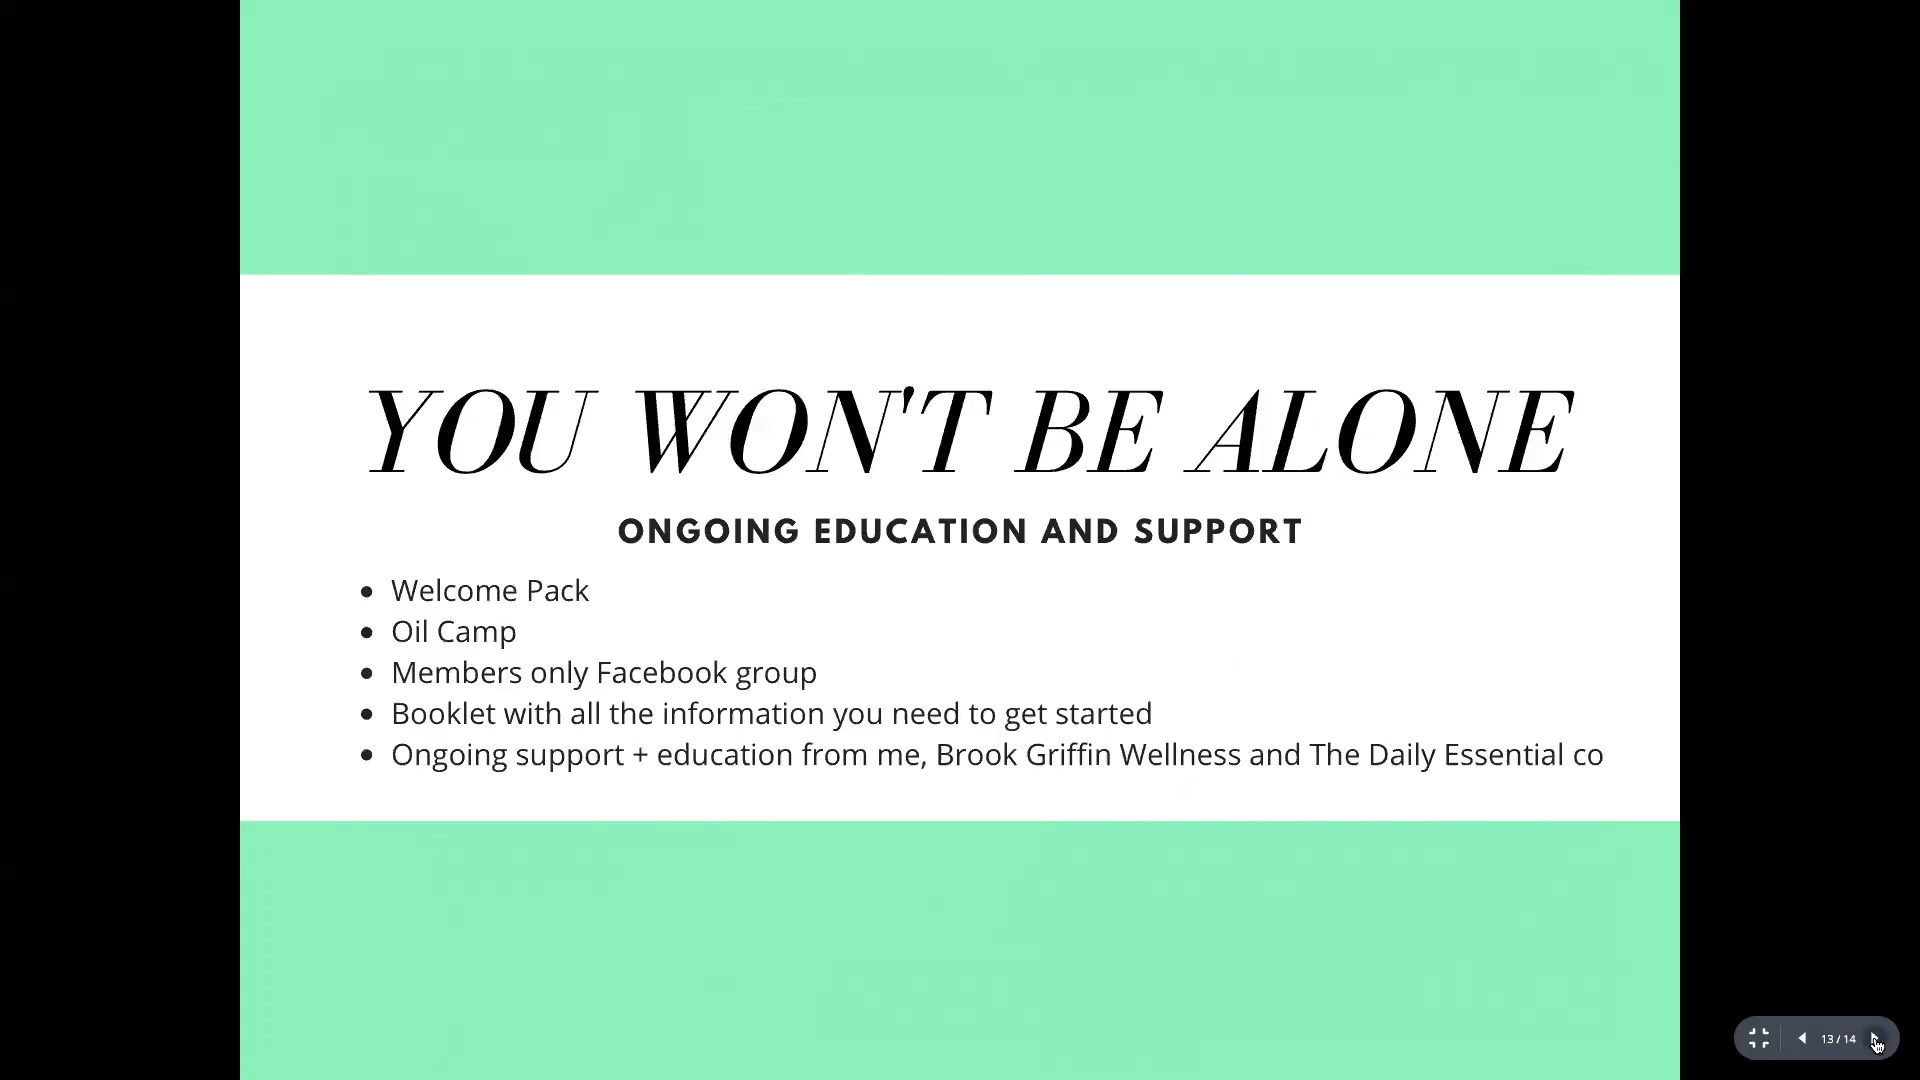 YOU WON'T BE ALONE
ONGOING EDUCATION AND SUPPORT
• Welcome Pack
• Oil Camp
• Members only Facebook group
• Booklet with all the information you need to get started
• Ongoing support + education from me, Brook Griffin Wellness and The Daily Essential co
13 / 14